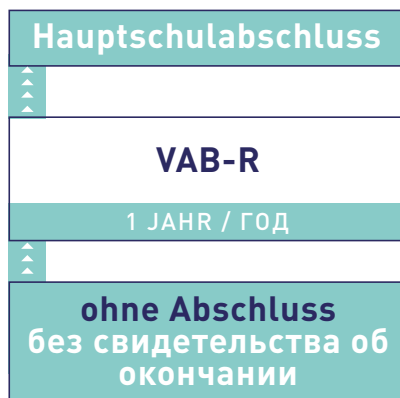 Hauptschulabschluss
VAB-R
1 JAHR / ГОД
ohne Abschluss
без свидетельства об
окончании